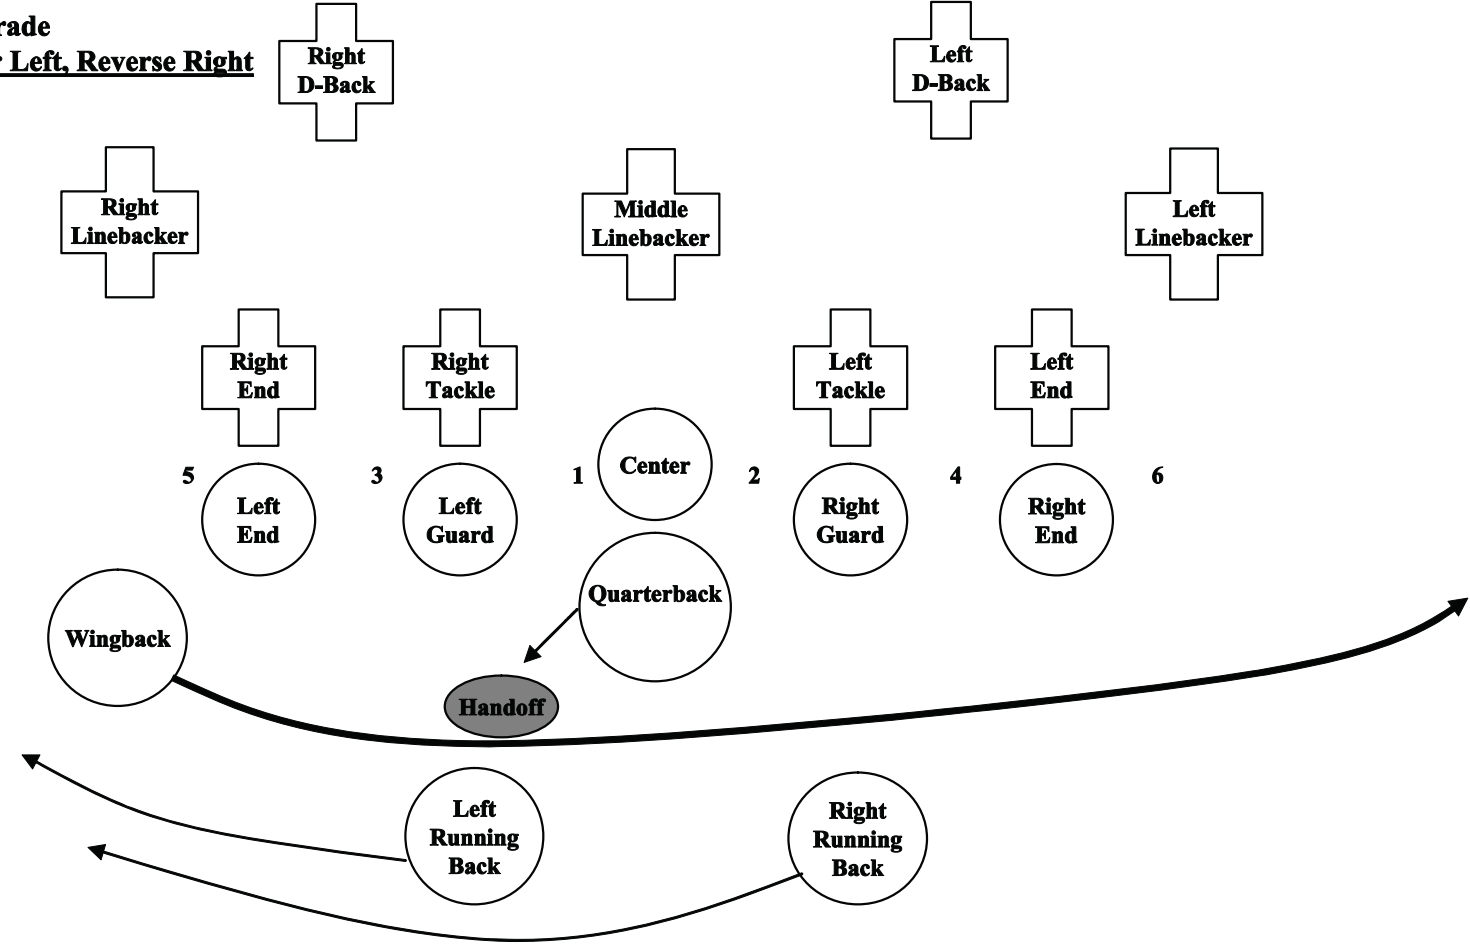 Left, Reverse Right
Right
D-Back
Left
D-Back
Right
Linebacker
Middle
Linebacker
Left
Linebacker
Right
End
Right
Tackle
Left
Tackle
Left
End
5
3
1
Center
2
4
6
Left
End
Left
Guard
Right
Guard
Right
End
Quarterback
Wingback
Handoff
Left
Running
Back
Right
Running
Back